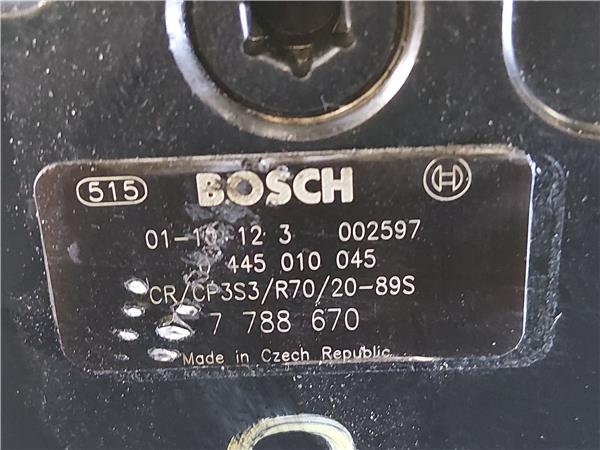 515 BOSCH
12 3 002597
445 010 045
CR/CP3S3/R70/20-89S
7 788 670
Made in Czech Republic